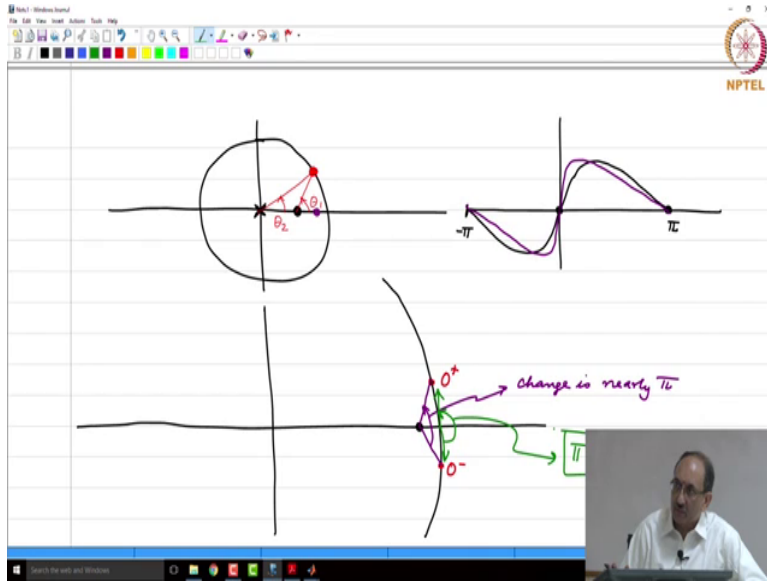 Note1 - Windows Journal
File Edit View Insert Actions Tools Help
B I
NPTEL
θ1
θ2
-π
π
0+
change is nearly π
0-
π
Search the web and Windows